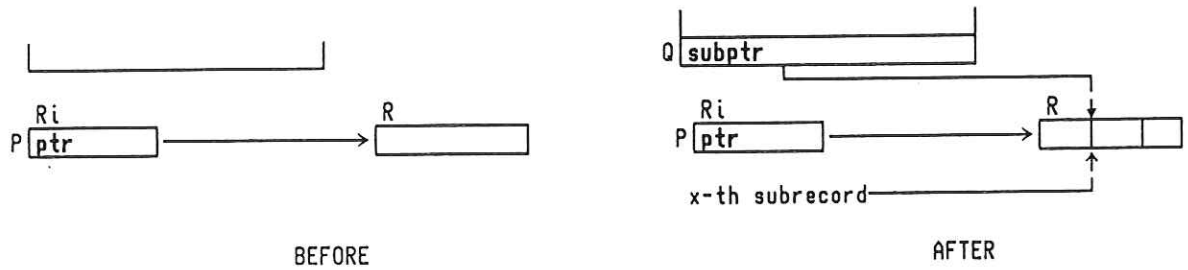 Q subptr
Ri R Ri R
P ptr P ptr
x-th subrecord
BEFORE AFTER